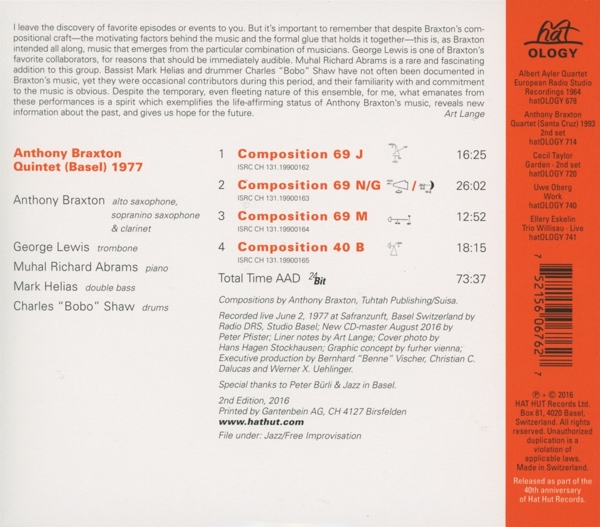 I leave the discovery of favorite episodes or events to you. But it's important to remember that despite Braxton's com-
positional craft—the motivating factors behind the music and the formal glue that holds it together—this is, as Braxton
intended all along, music that emerges from the particular combination of musicians. George Lewis is one of Braxton's
favorite collaborators, for reasons that should be immediately audible. Muhal Richard Abrams is a rare and fascinating
addition to this group. Bassist Mark Helias and drummer Charles "Bobo" Shaw have not often been documented in
Braxton's music, yet they were occasional contributors during this period, and their familiarity with and commitment
to the music is obvious. Despite the temporary, even fleeting nature of this ensemble, for me, what emanates from
these performances is a spirit which exemplifies the life-affirming status of Anthony Braxton's music, reveals new
information about the past, and gives us hope for the future. Art Lange
Anthony Braxton
Quintet (Basel) 1977
Anthony Braxton alto saxophone,
sopranino saxophone
& clarinet
George Lewis trombone
Muhal Richard Abrams piano
Mark Helias double bass
Charles "Bobo" Shaw drums
1 Composition 69 J 16:25
ISRC CH 131.19900162
2 Composition 69 N/G / 26:02
ISRC CH 131.19900163
3 Composition 69 M 12:52
ISRC CH 131.19900164
4 Composition 40 B 18:15
ISRC CH 131.19900165
Total Time AAD 24Bit 73:37
Compositions by Anthony Braxton, Tuhtah Publishing/Suisa.
Recorded live June 2, 1977 at Safranzunft, Basel Switzerland by
Radio DRS, Studio Basel; New CD-master August 2016 by
Peter Pfister; Liner notes by Art Lange; Cover photo by
Hans Hagen Stockhausen; Graphic concept by fuhrer vienna;
Executive production by Bernhard "Benne" Vischer, Christian C.
Dalucas and Werner X. Uehlinger.
Special thanks to Peter Bürli & Jazz in Basel.
2nd Edition, 2016
Printed by Gantenbein AG, CH 4127 Birsfelden
www.hathut.com
File under: Jazz/Free Improvisation
hat
OLOGY
Albert Ayler Quartet
European Radio Studio
Recordings 1964
hatOLOGY 678
Anthony Braxton
Quartet (Santa Cruz) 1993
2nd set
hatOLOGY 714
Cecil Taylor
Garden - 2nd set
hatOLOGY 720
Uwe Oberg
Work
hatOLOGY 740
Ellery Eskelin
Trio Willisau - Live
hatOLOGY 741
7 52156 06762 7
℗ + © 2016
HAT HUT Records Ltd.
Box 81, 4020 Basel,
Switzerland. All rights
reserved. Unauthorized
duplication is a
violation of
applicable laws.
Made in Switzerland.
Released as part of the
40th anniversary
of Hat Hut Records.